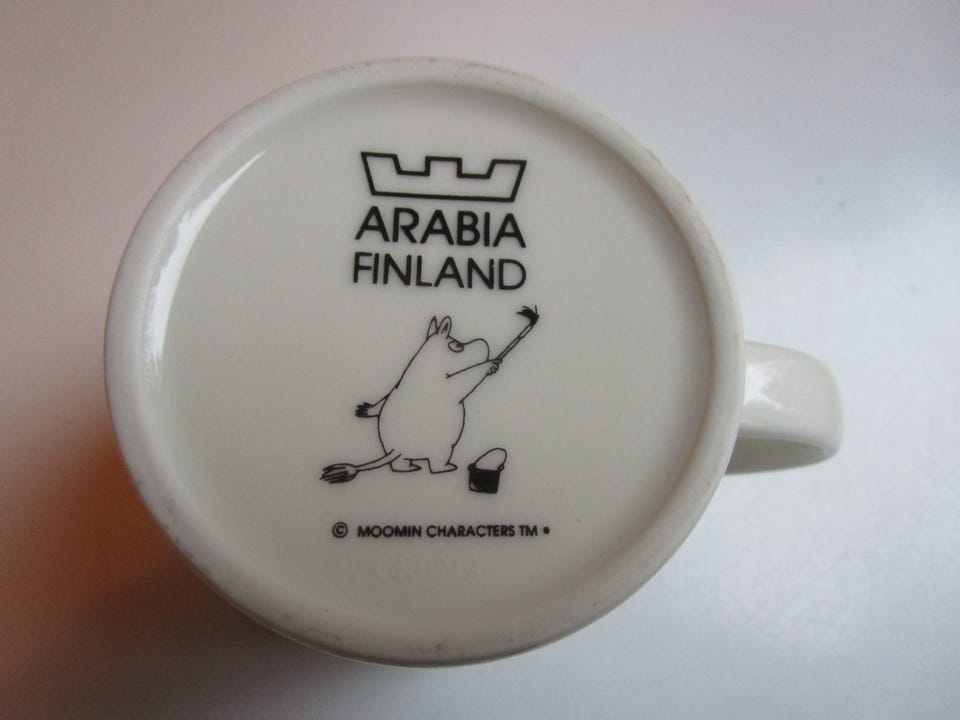 ARABIA
FINLAND
© MOOMIN CHARACTERS TM •